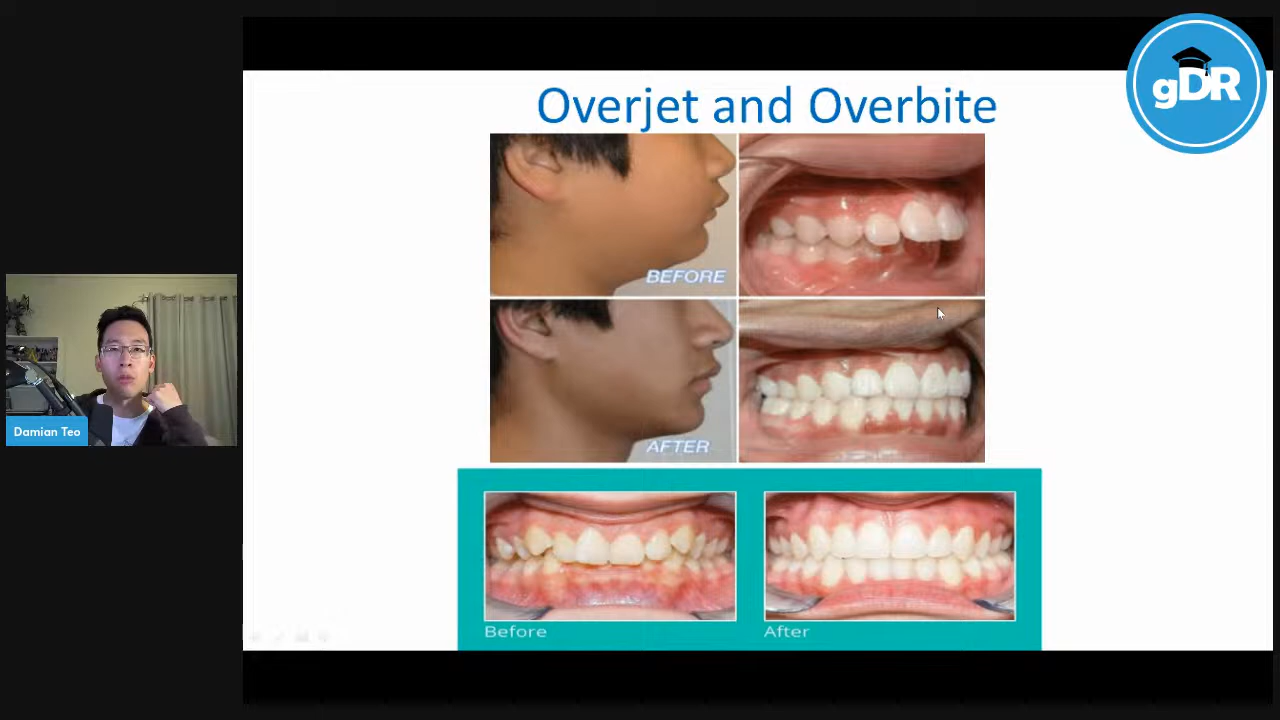 gDR
Overjet and Overbite
BEFORE
AFTER
Damian Teo
Before
After